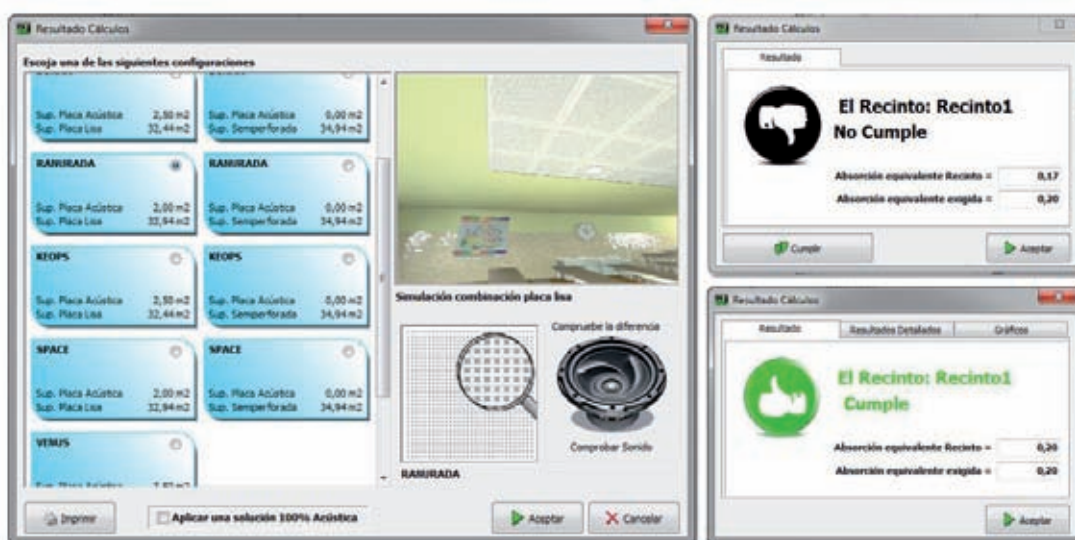 Resultado Cálculos
Escoja una de las siguientes configuraciones
Sup. Placa Acústica 2,50 m2
Sup. Placa Lisa 32,44 m2
Sup. Placa Acústica 0,00 m2
Sup. Semperforada 34,94 m2
RANURADA
Sup. Placa Acústica 2,00 m2
Sup. Placa Lisa 32,94 m2
RANURADA
Sup. Placa Acústica 0,00 m2
Sup. Semperforada 34,94 m2
KEOPS
Sup. Placa Acústica 2,50 m2
Sup. Placa Lisa 32,44 m2
KEOPS
Sup. Placa Acústica 0,00 m2
Sup. Semperforada 34,94 m2
SPACE
Sup. Placa Acústica 2,00 m2
Sup. Placa Lisa 32,94 m2
SPACE
Sup. Placa Acústica 0,00 m2
Sup. Semperforada 34,94 m2
VENUS
Sup. Placa Acústica
Simulación combinación placa lisa
Compruebe la diferencia
Comprobar Sonido
RANURADA
Imprimir
Aplicar una solución 100% Acústica
Aceptar
Cancelar
Resultado Cálculos
Resultado
El Recinto: Recinto1
No Cumple
Absorción equivalente Recinto = 0,17
Absorción equivalente exigida = 0,20
Cumplir
Aceptar
Resultado Cálculos
Resultado
Resultados Detallados
Gráficos
El Recinto: Recinto1
Cumple
Absorción equivalente Recinto = 0,20
Absorción equivalente exigida = 0,20
Aceptar